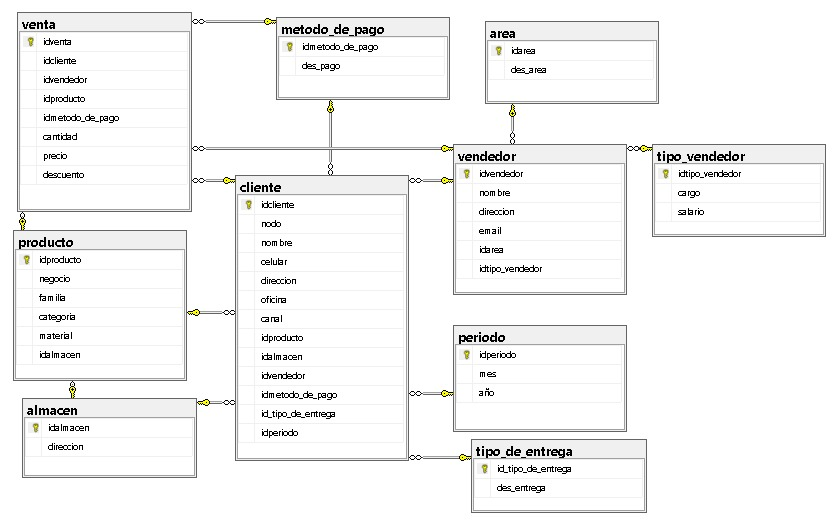 venta
idventa
idcliente
idvendedor
idproducto
idmetodo_de_pago
cantidad
precio
descuento
metodo_de_pago
idmetodo_de_pago
des_pago
area
idarea
des_area
vendedor
idvendedor
nombre
direccion
email
idarea
idtipo_vendedor
tipo_vendedor
idtipo_vendedor
cargo
salario
cliente
idcliente
nodo
nombre
celular
direccion
oficina
canal
idproducto
idalmacen
idvendedor
idmetodo_de_pago
id_tipo_de_entrega
idperiodo
producto
idproducto
negocio
familia
categoria
material
idalmacen
periodo
idperiodo
mes
año
almacen
idalmacen
direccion
tipo_de_entrega
id_tipo_de_entrega
des_entrega